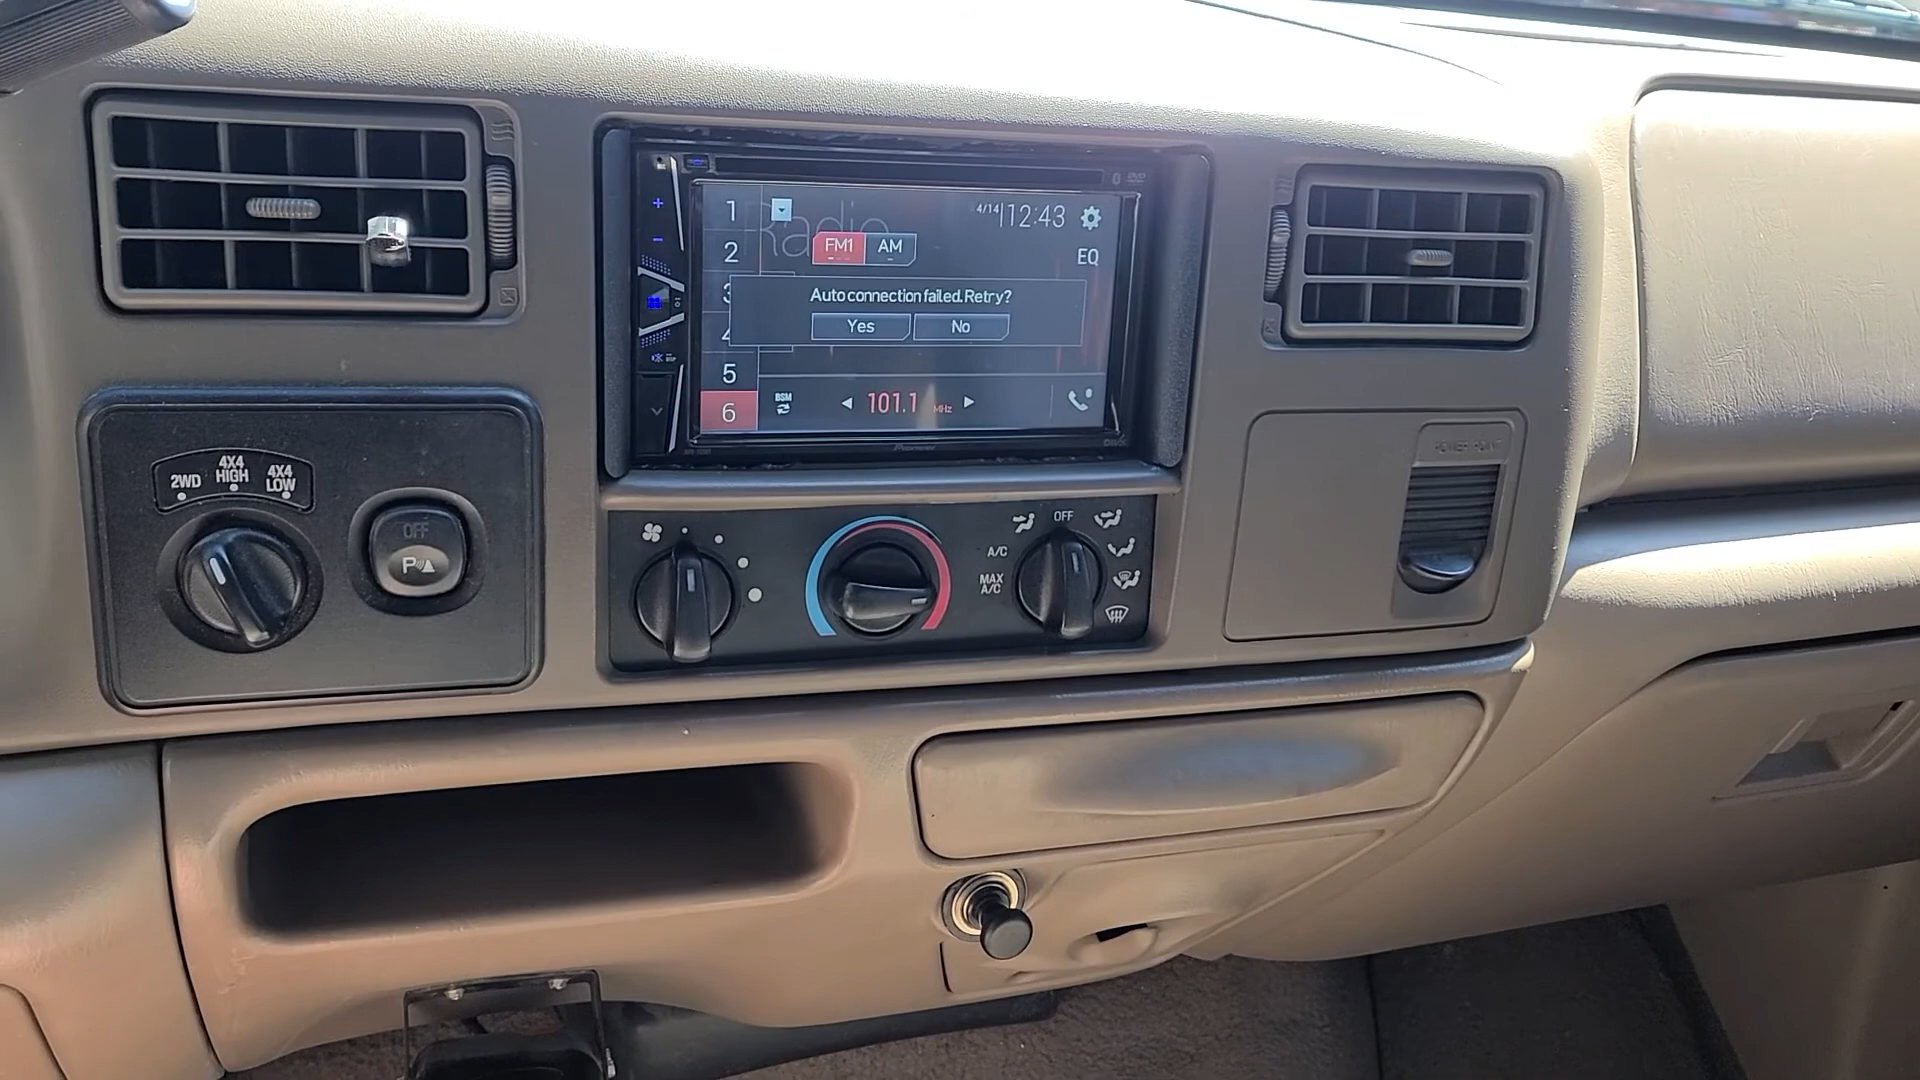 1
4/14 12:43
Radio
FM1 AM
2
EQ
3
Auto connection failed. Retry?
Yes No
4
5
BSM
101.1 MHz
6
Pioneer
POWER POINT
2WD
4X4 HIGH
4X4 LOW
OFF
P
OFF
A/C
MAX A/C